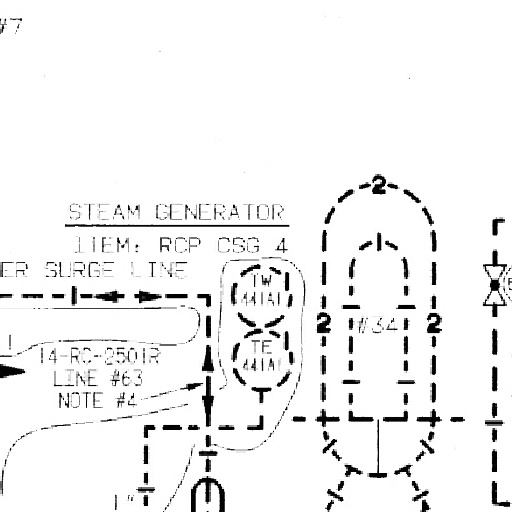 #7
2
STEAM GENERATOR
ITEM: RCP CSG 4
ER SURGE LINE
TW
441A1
2
#34
2
TE
441A1
14-RC-2501R
LINE #63
NOTE #4